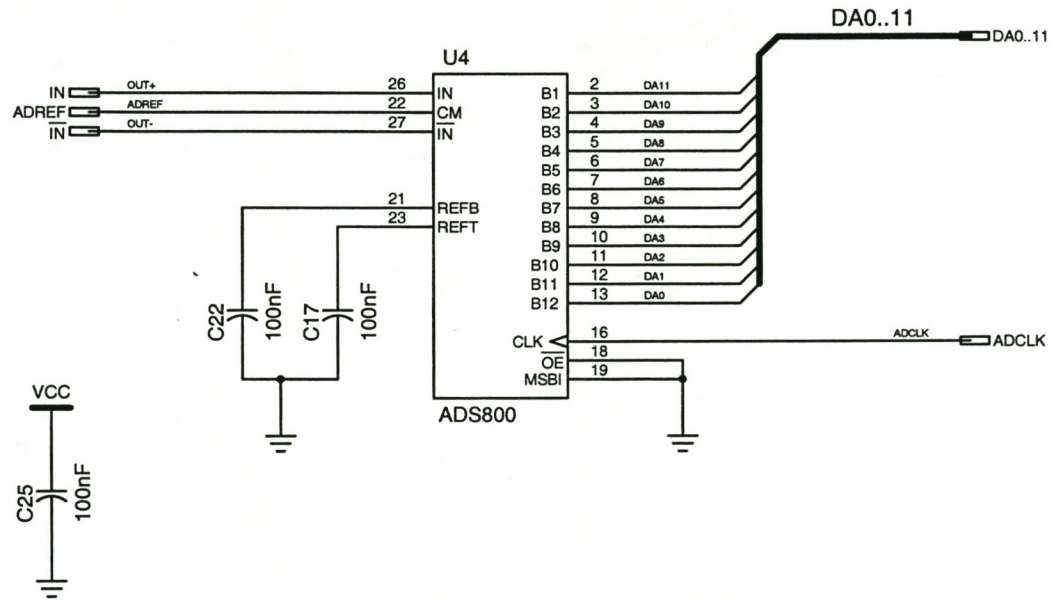 DA0..11
DA0..11
U4
IN OUT+ 26 IN
ADREF ADREF 22 CM
IN OUT- 27 IN
21 REFB
23 REFT
B1 2 DA11
B2 3 DA10
B3 4 DA9
B4 5 DA8
B5 6 DA7
B6 7 DA6
B7 8 DA5
B8 9 DA4
B9 10 DA3
B10 11 DA2
B11 12 DA1
B12 13 DA0
C22 100nF
C17 100nF
CLK 16 ADCLK ADCLK
OE 18
MSBI 19
ADS800
VCC
C25 100nF